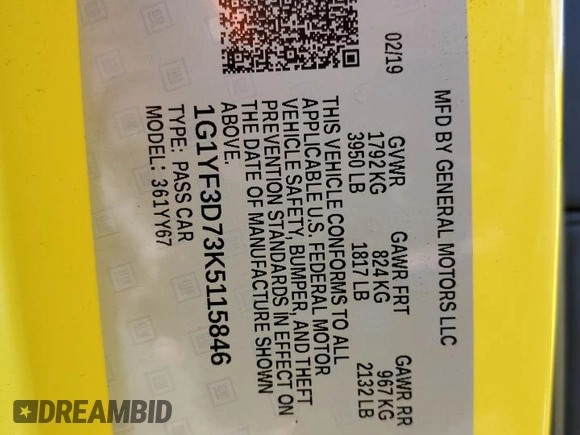 MFD BY GENERAL MOTORS LLC
02/19
GVWR GAWR FRT GAWR RR
1792 KG 824 KG 967 KG
3950 LB 1817 LB 2132 LB
THIS VEHICLE CONFORMS TO ALL
APPLICABLE U.S. FEDERAL MOTOR
VEHICLE SAFETY, BUMPER, AND THEFT
PREVENTION STANDARDS IN EFFECT ON
THE DATE OF MANUFACTURE SHOWN
ABOVE.
1G1YF3D73K5115846
TYPE: PASS CAR
MODEL: 361YY67
DREAMBID